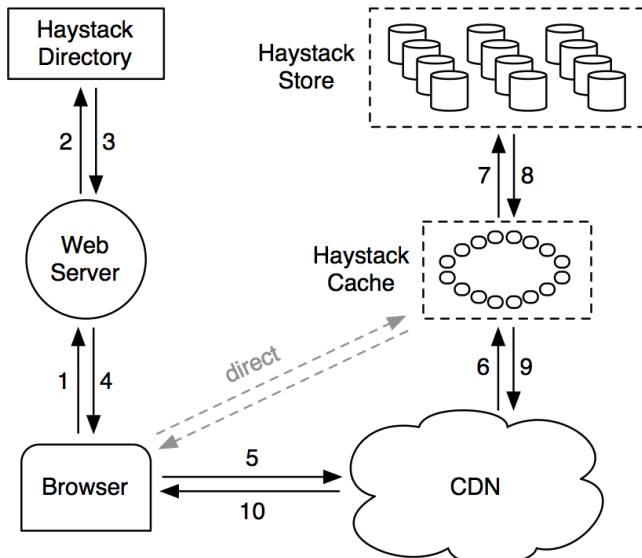 Haystack
Directory
Haystack
Store
2
3
7
8
Web
Server
Haystack
Cache
direct
1
4
6
9
Browser
5
10
CDN